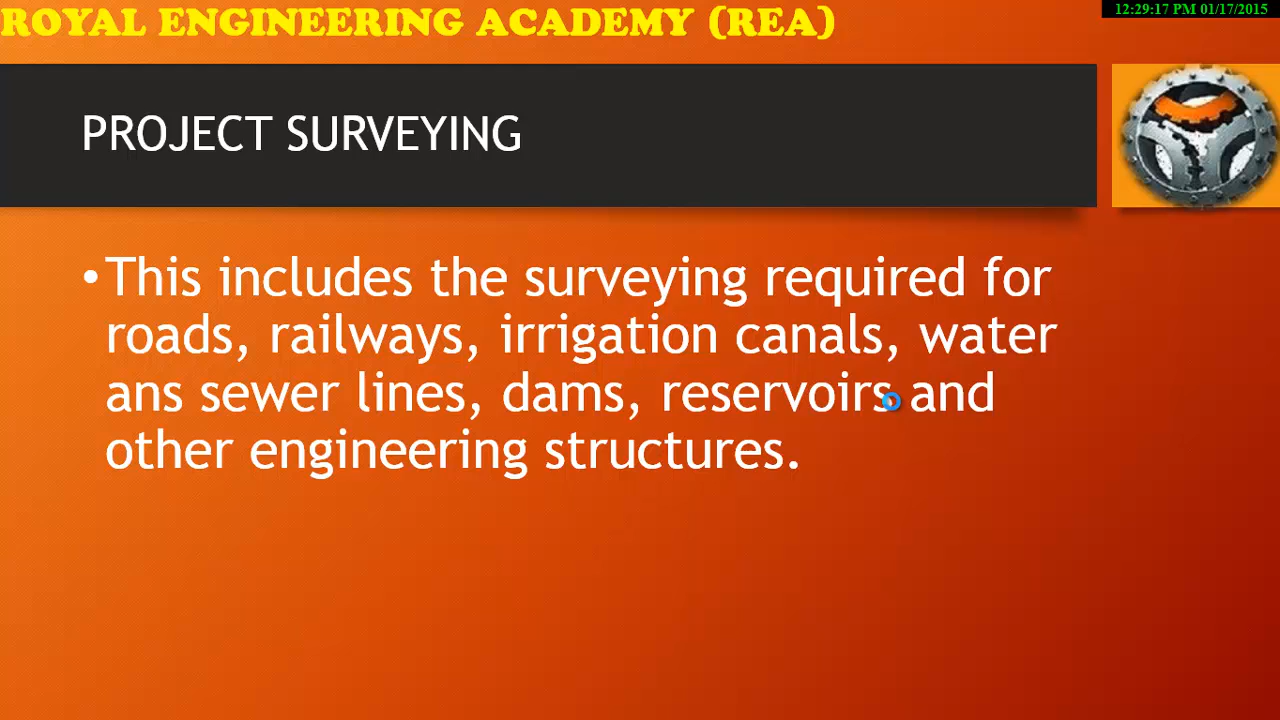 ROYAL ENGINEERING ACADEMY (REA)
12:29:17 PM 01/17/2015
PROJECT SURVEYING
•This includes the surveying required for
roads, railways, irrigation canals, water
ans sewer lines, dams, reservoirs and
other engineering structures.